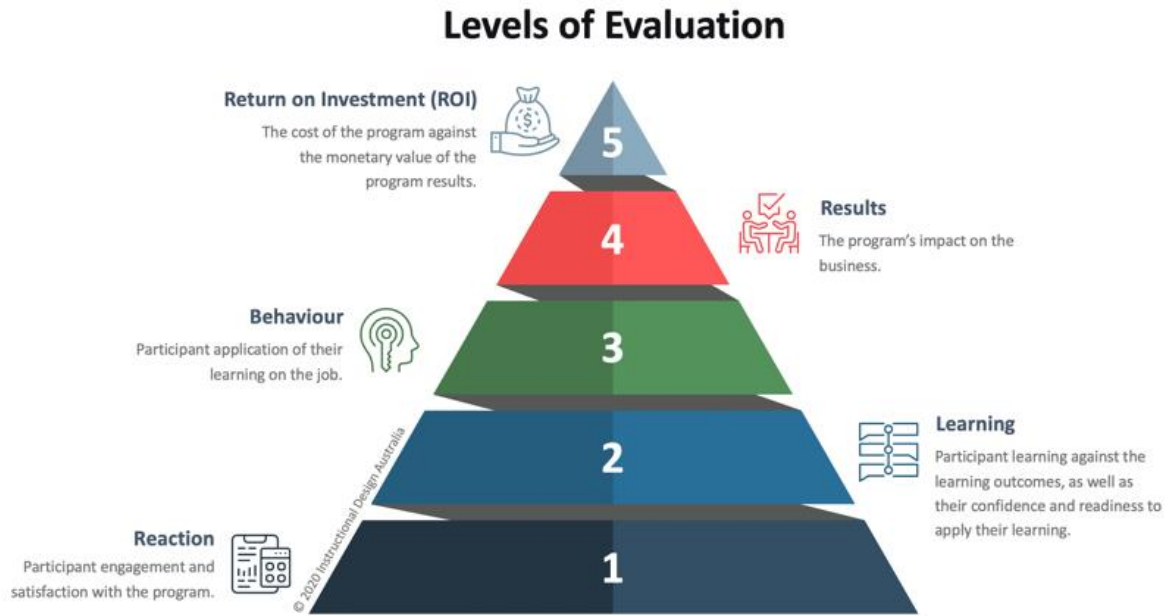 Levels of Evaluation
Return on Investment (ROI)
The cost of the program against
the monetary value of the
program results.
5
4
Results
The program's impact on the
business.
Behaviour
Participant application of their
learning on the job.
3
2
Learning
Participant learning against the
learning outcomes, as well as
their confidence and readiness to
apply their learning.
© 2020 Instructional Design Australia
Reaction
Participant engagement and
satisfaction with the program.
1